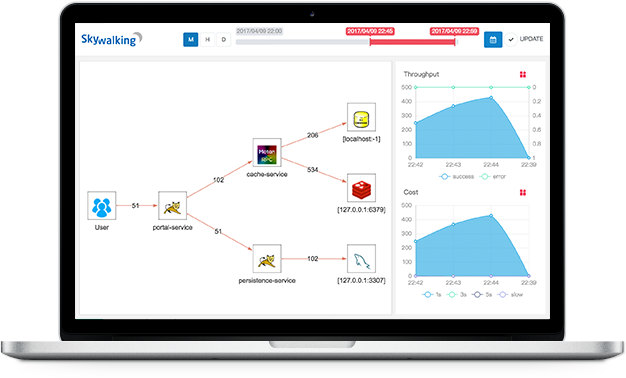 Skywalking
M H D
2017/04/09 22:00
2017/04/09 22:45
2017/04/09 22:59
UPDATE
206
[localhost:-1]
cache-service
102
534
[127.0.0.1:6379]
51
User
portal-service
51
102
persistence-service
[127.0.0.1:3307]
Throughput
500 0
400 0.2
300 0.4
200 0.6
100 0.8
0 1
22:42 22:43 22:44 22:39
success error
Cost
500
400
300
200
100
0
22:42 22:43 22:44 22:39
1s 3s 5s slow